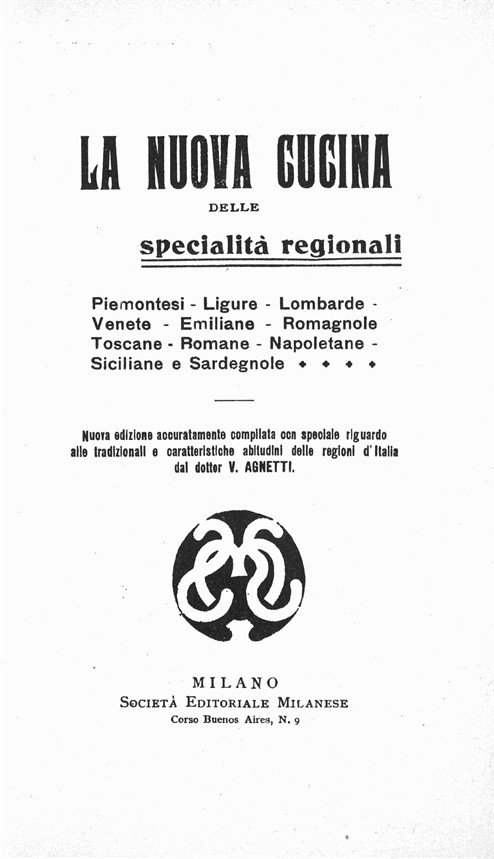 LA NUOVA CUCINA
DELLE
specialità regionali
Piemontesi - Ligure - Lombarde -
Venete - Emiliane - Romagnole
Toscane - Romane - Napoletane -
Siciliane e Sardegnole
Nuova edizione accuratamente compilata con speciale riguardo
alle tradizionali e caratteristiche abitudini delle regioni d'Italia
dal dottor V. AGNETTI.
MILANO
SOCIETÀ EDITORIALE MILANESE
Corso Buenos Aires, N. 9